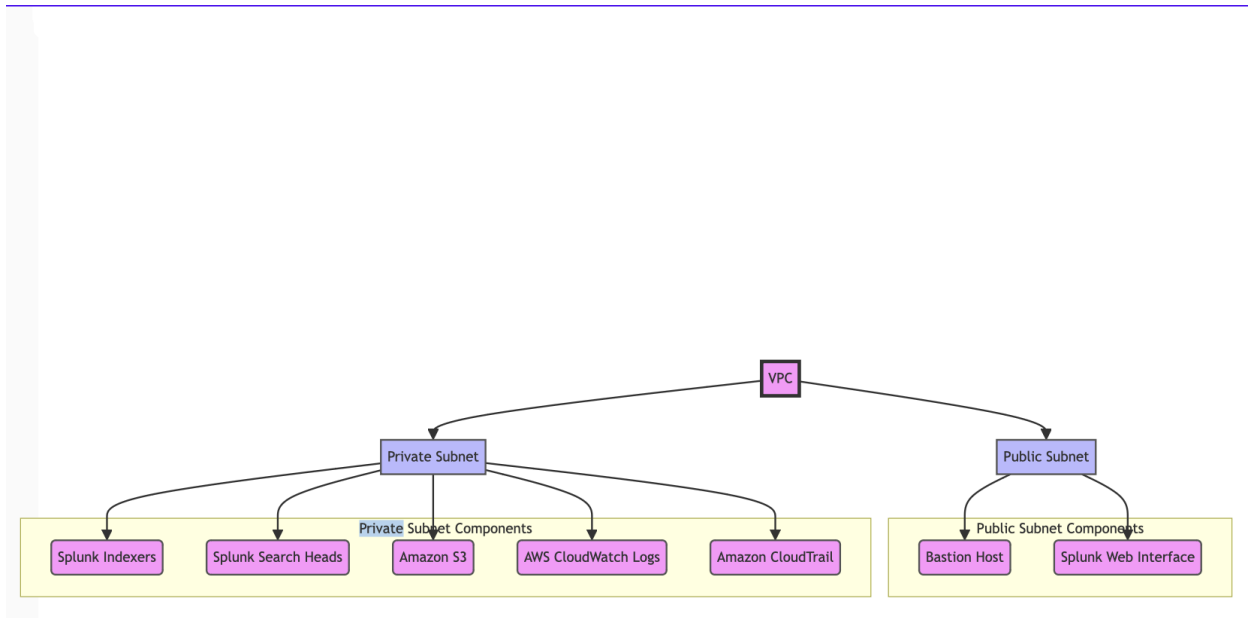 VPC
Private Subnet
Public Subnet
Private Subnet Components
Public Subnet Components
Splunk Indexers
Splunk Search Heads
Amazon S3
AWS CloudWatch Logs
Amazon CloudTrail
Bastion Host
Splunk Web Interface